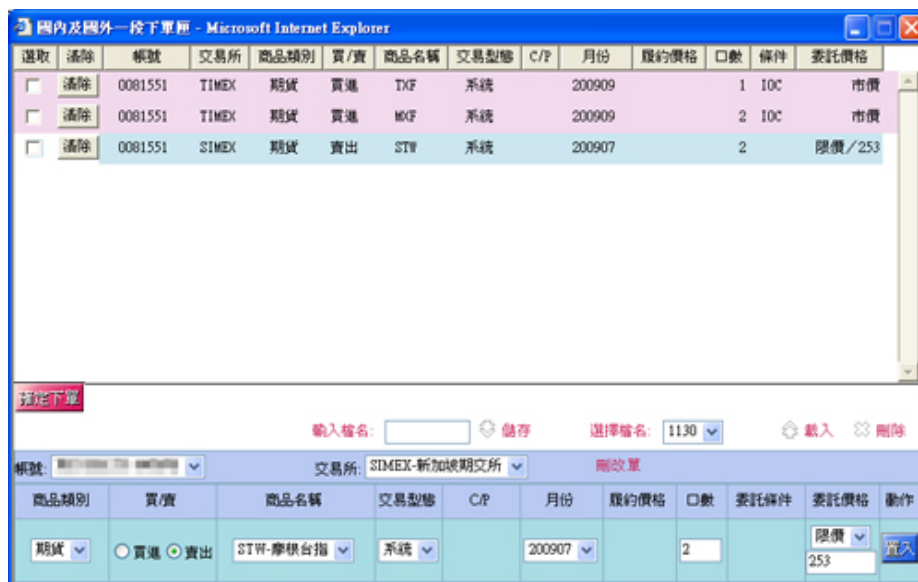 國內及國外一段下單匣 - Microsoft Internet Explorer
選取 清除 帳號 交易所 商品類別 買/賣 商品名稱 交易型態 C/P 月份 履約價格 口數 條件 委託價格
清除 0081551 TIMEX 期貨 買進 TXF 系統 200909 1 IOC 市價
清除 0081551 TIMEX 期貨 買進 MXF 系統 200909 2 IOC 市價
清除 0081551 SIMEX 期貨 賣出 STW 系統 200907 2 限價/253
確定下單
輸入檔名: 儲存 選擇檔名: 1130 載入 刪除
帳號: 交易所: SIMEX-新加坡期交所 刪改單
商品類別 買/賣 商品名稱 交易型態 C/P 月份 履約價格 口數 委託條件 委託價格 動作
期貨 買進 賣出 STW-摩根台指 系統 200907 2 限價 置入
253